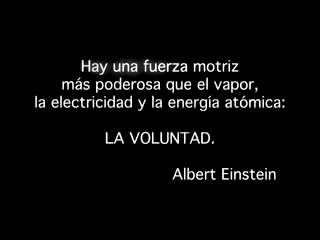 Hay una fuerza motriz
más poderosa que el vapor,
la electricidad y la energía atómica:
LA VOLUNTAD.
Albert Einstein